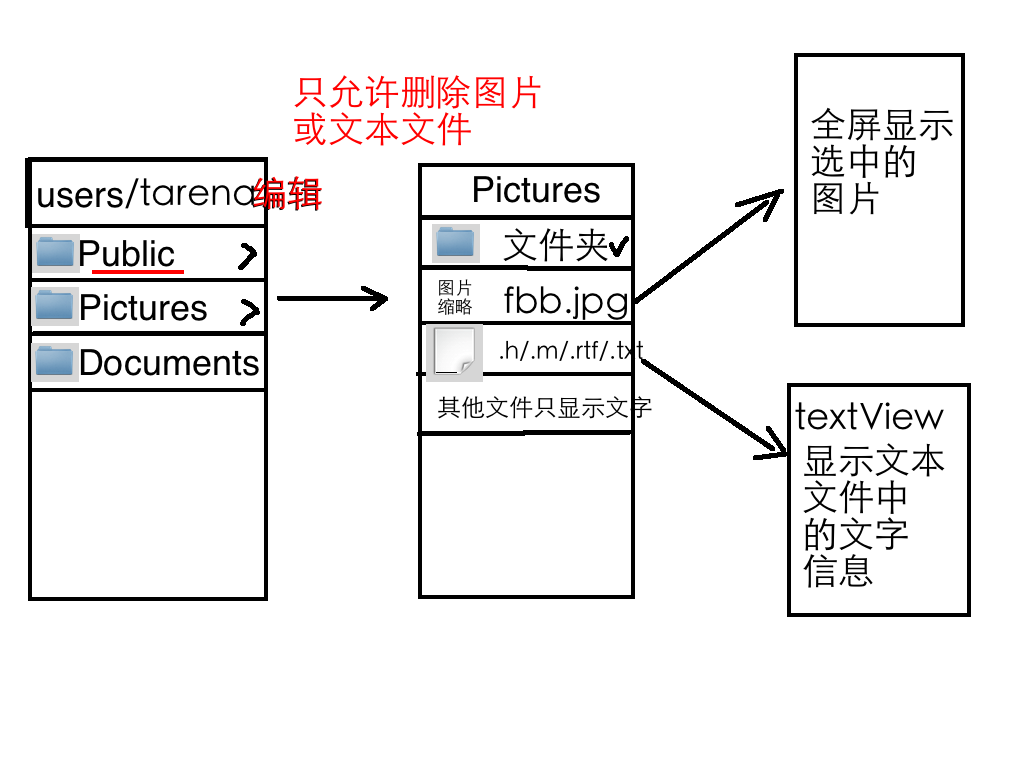 只允许删除图片
或文本文件
users/tarena
编辑
Public
Pictures
Documents
Pictures
文件夹
图片
缩略
fbb.jpg
.h/.m/.rtf/.txt
其他文件只显示文字
全屏显示
选中的
图片
textView
显示文本
文件中
的文字
信息